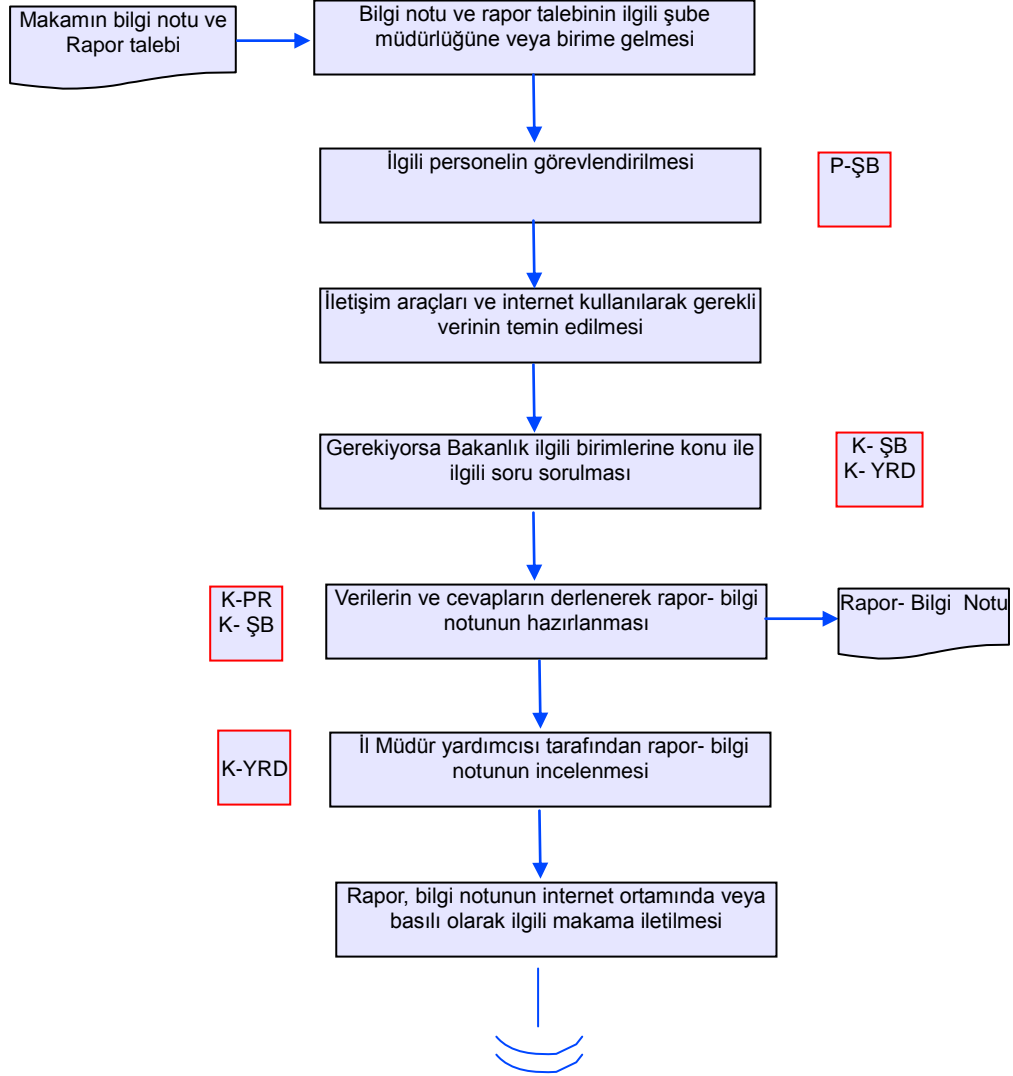 Makamın bilgi notu ve
Rapor talebi
Bilgi notu ve rapor talebinin ilgili şube
müdürlüğüne veya birime gelmesi
İlgili personelin görevlendirilmesi
P-ŞB
İletişim araçları ve internet kullanılarak gerekli
verinin temin edilmesi
Gerekiyorsa Bakanlık ilgili birimlerine konu ile
ilgili soru sorulması
K- ŞB
K- YRD
K-PR
K- ŞB
Verilerin ve cevapların derlenerek rapor- bilgi
notunun hazırlanması
Rapor- Bilgi Notu
K-YRD
İl Müdür yardımcısı tarafından rapor- bilgi
notunun incelenmesi
Rapor, bilgi notunun internet ortamında veya
basılı olarak ilgili makama iletilmesi